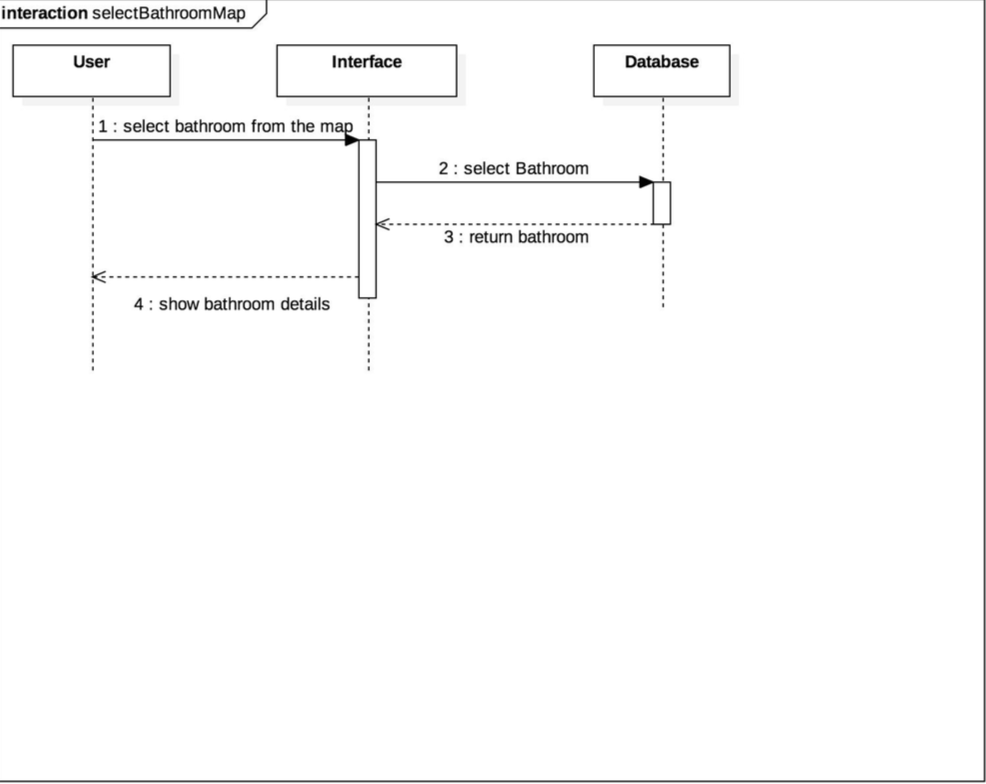 interaction selectBathroomMap
User
Interface
Database
1 : select bathroom from the map
2 : select Bathroom
3 : return bathroom
4 : show bathroom details